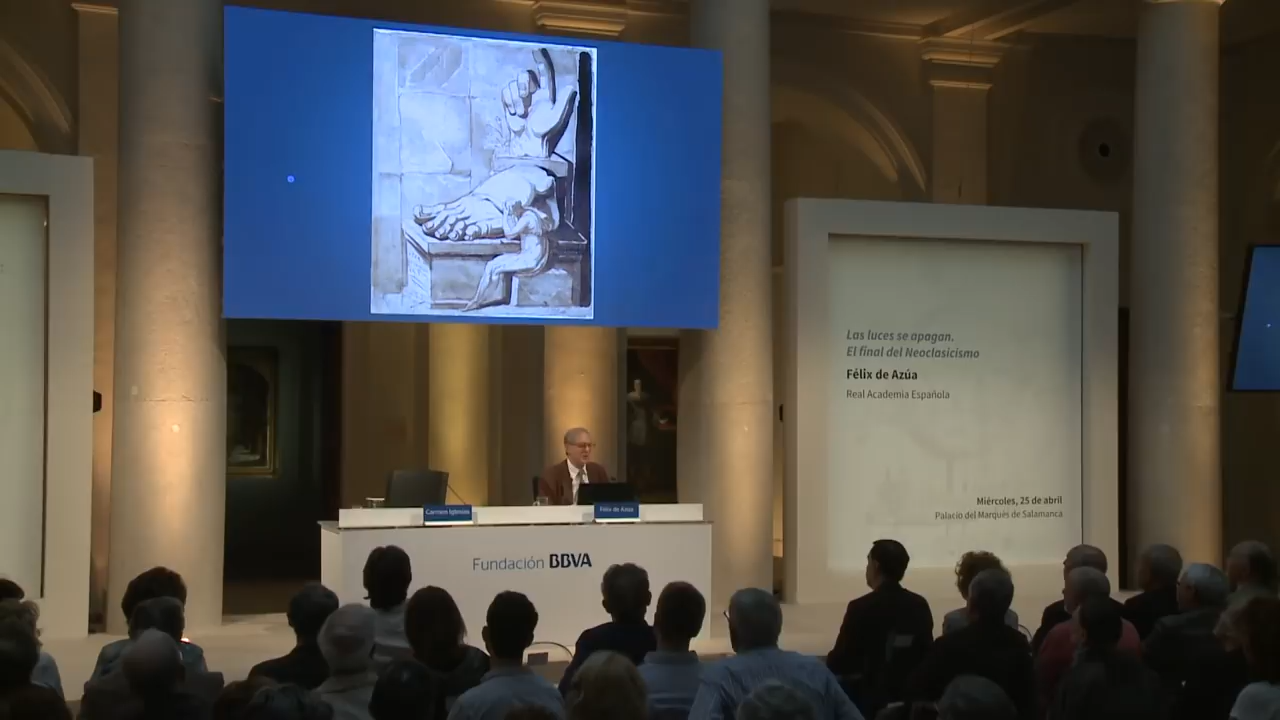 Las luces se apagan.
El final del Neoclasicismo
Félix de Azúa
Real Academia Española
Miércoles, 25 de abril
Palacio del Marqués de Salamanca
Carmen Iglesias
Félix de Azúa
Fundación BBVA